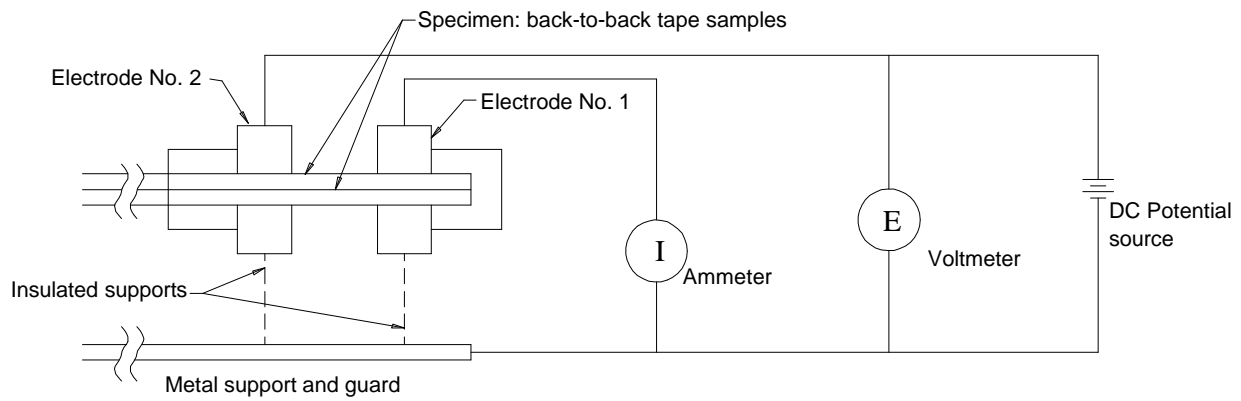 Specimen: back-to-back tape samples
Electrode No. 2
Electrode No. 1
DC Potential
source
E
Voltmeter
I
Ammeter
Insulated supports
Metal support and guard